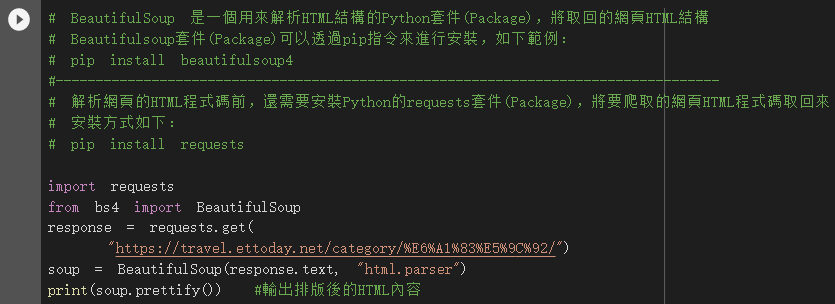 # BeautifulSoup 是一個用來解析HTML結構的Python套件(Package)，將取回的網頁HTML結構
# Beautifulsoup套件(Package)可以透過pip指令來進行安裝，如下範例：
# pip install beautifulsoup4
#-----------------------------------------------------------------------------------
# 解析網頁的HTML程式碼前，還需要安裝Python的requests套件(Package)，將要爬取的網頁HTML程式碼取回來
# 安裝方式如下：
# pip install requests
import requests
from bs4 import BeautifulSoup
response = requests.get(
"https://travel.ettoday.net/category/%E6%A1%83%E5%9C%92/")
soup = BeautifulSoup(response.text, "html.parser")
print(soup.prettify()) #輸出排版後的HTML內容